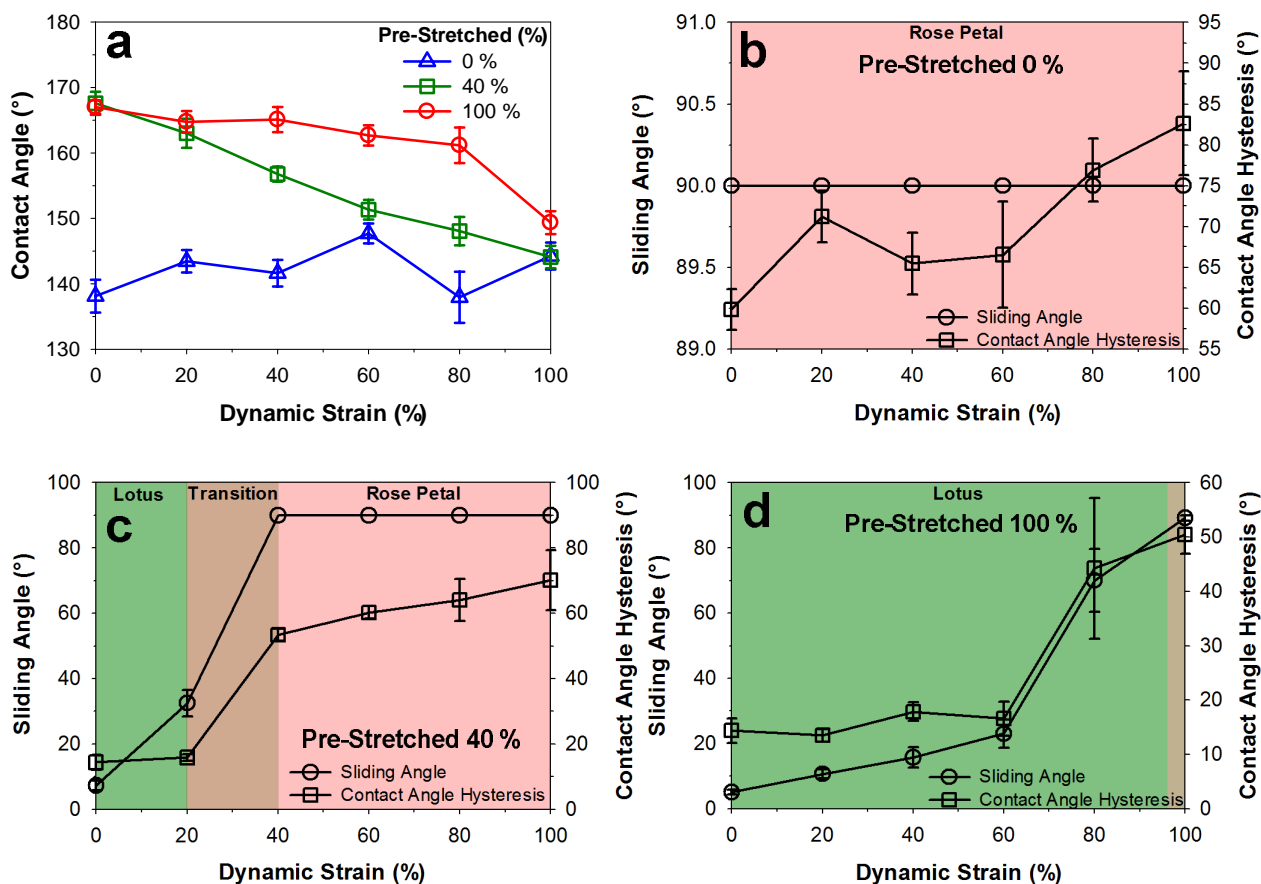 a
Pre-Stretched (%)
0 %
40 %
100 %
180
170
160
150
140
130
0
20
40
60
80
100
Contact Angle (°)
Dynamic Strain (%)
b
Rose Petal
Pre-Stretched 0 %
91.0
90.5
90.0
89.5
89.0
95
90
85
80
75
70
65
60
55
Sliding Angle
Contact Angle Hysteresis
0
20
40
60
80
100
Sliding Angle (°)
Contact Angle Hysteresis (°)
Dynamic Strain (%)
c
Lotus
Transition
Rose Petal
100
80
60
40
20
0
100
80
60
40
20
0
Pre-Stretched 40 %
Sliding Angle
Contact Angle Hysteresis
0
20
40
60
80
100
Sliding Angle (°)
Contact Angle Hysteresis (°)
Dynamic Strain (%)
d
Lotus
Pre-Stretched 100 %
100
80
60
40
20
0
60
50
40
30
20
10
0
Sliding Angle
Contact Angle Hysteresis
0
20
40
60
80
100
Sliding Angle (°)
Contact Angle Hysteresis (°)
Dynamic Strain (%)